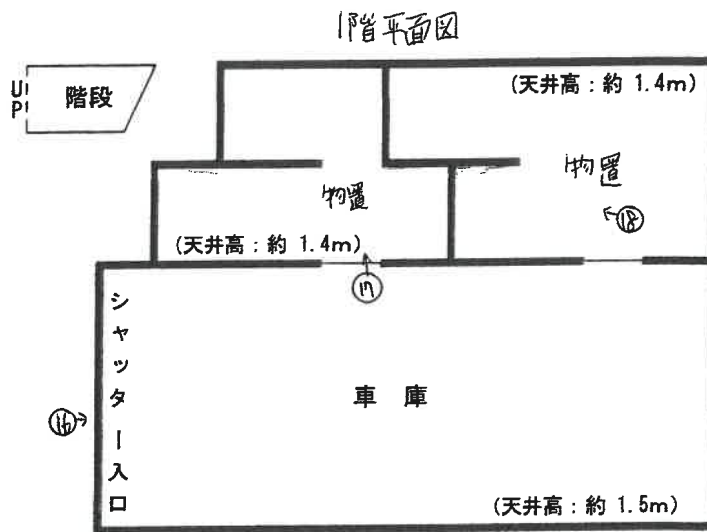 1階平面図
UP
階段
(天井高：約 1.4m)
物置
物置
⑱
(天井高：約 1.4m)
⑰
シャッター入口
車 庫
⑯
(天井高：約 1.5m)